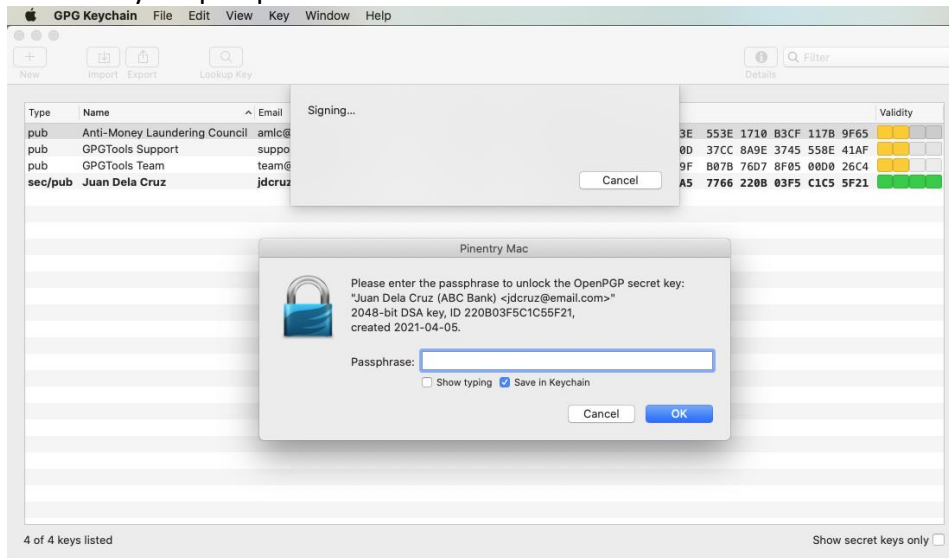 GPG Keychain File Edit View Key Window Help
New Import Export Lookup Key Details Filter
Type Name Email Validity
Signing...
pub Anti-Money Laundering Council amlc@ 3E 553E 1710 B3CF 117B 9F65
pub GPGTools Support suppo 0D 37CC 8A9E 3745 558E 41AF
pub GPGTools Team team@ 9F B07B 76D7 8F05 00D0 26C4
sec/pub Juan Dela Cruz jdcruz A5 7766 220B 03F5 C1C5 5F21
Cancel
Pinentry Mac
Please enter the passphrase to unlock the OpenPGP secret key:
"Juan Dela Cruz (ABC Bank) <jdcruz@email.com>"
2048-bit DSA key, ID 220B03F5C1C55F21,
created 2021-04-05.
Passphrase:
Show typing Save in Keychain
Cancel OK
4 of 4 keys listed Show secret keys only